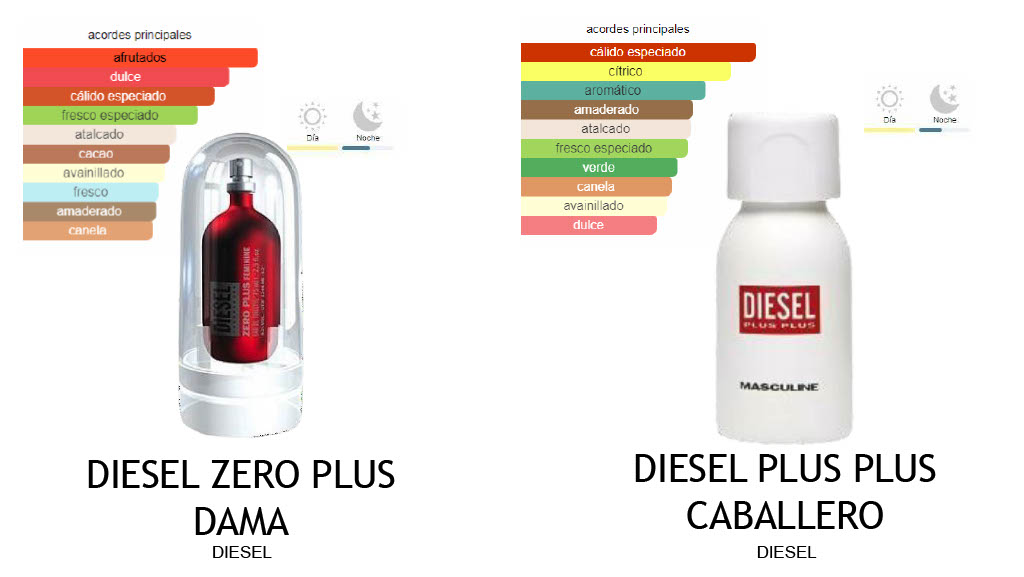 acordes principales
afrutados
dulce
cálido especiado
fresco especiado
atalcado
cacao
avainillado
fresco
amaderado
canela
Día
Noche
DIESEL
ZERO PLUS FEMININE
DIESEL ZERO PLUS
DAMA
DIESEL
acordes principales
cálido especiado
cítrico
aromático
amaderado
atalcado
fresco especiado
verde
canela
avainillado
dulce
Día
Noche
DIESEL
PLUS PLUS
MASCULINE
DIESEL PLUS PLUS
CABALLERO
DIESEL